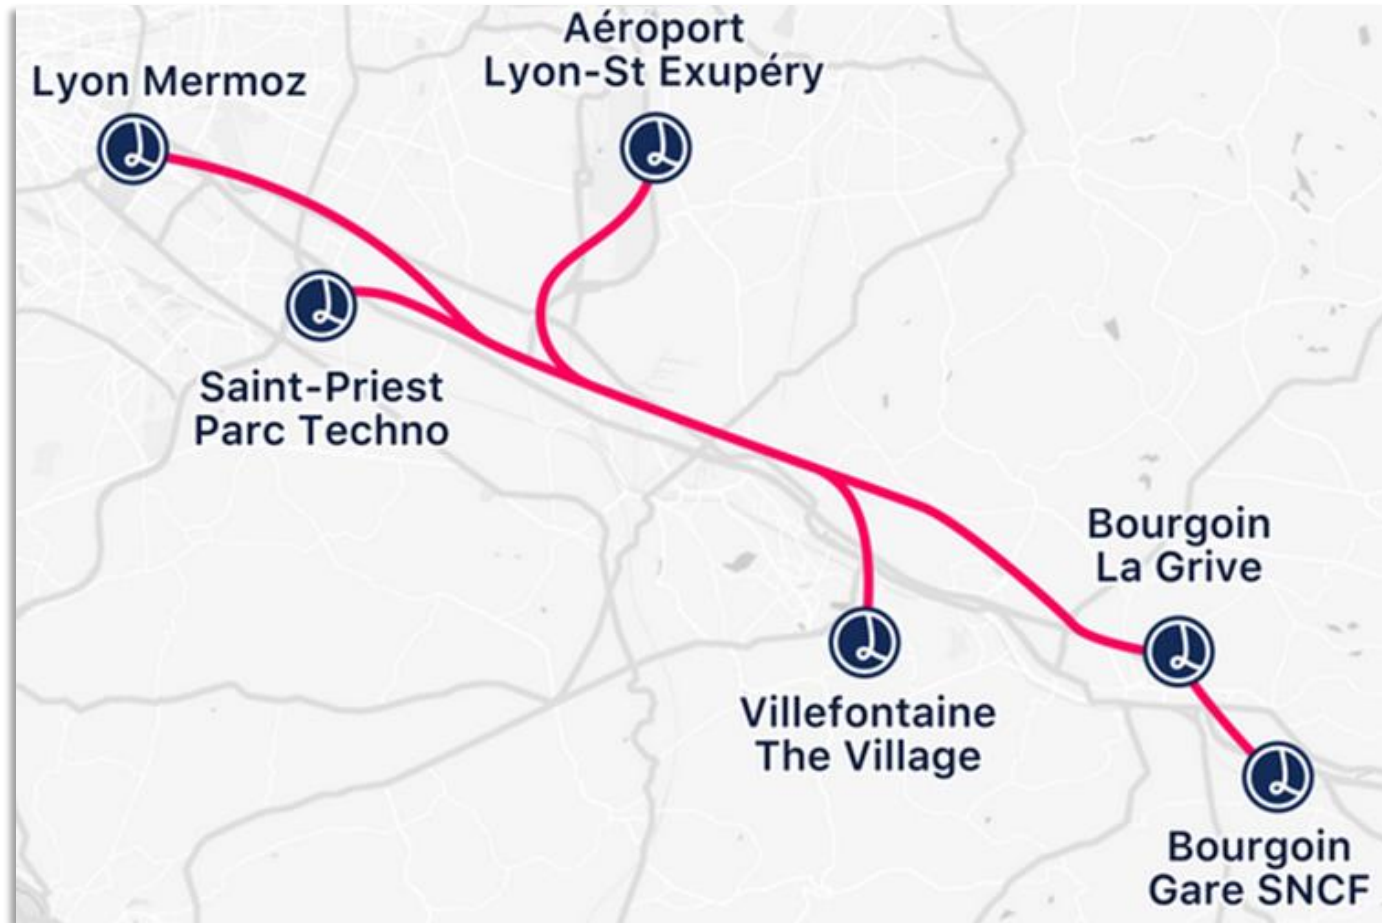 Aéroport
Lyon-St Exupéry
Lyon Mermoz
Saint-Priest
Parc Techno
Bourgoin
La Grive
Villefontaine
The Village
Bourgoin
Gare SNCF